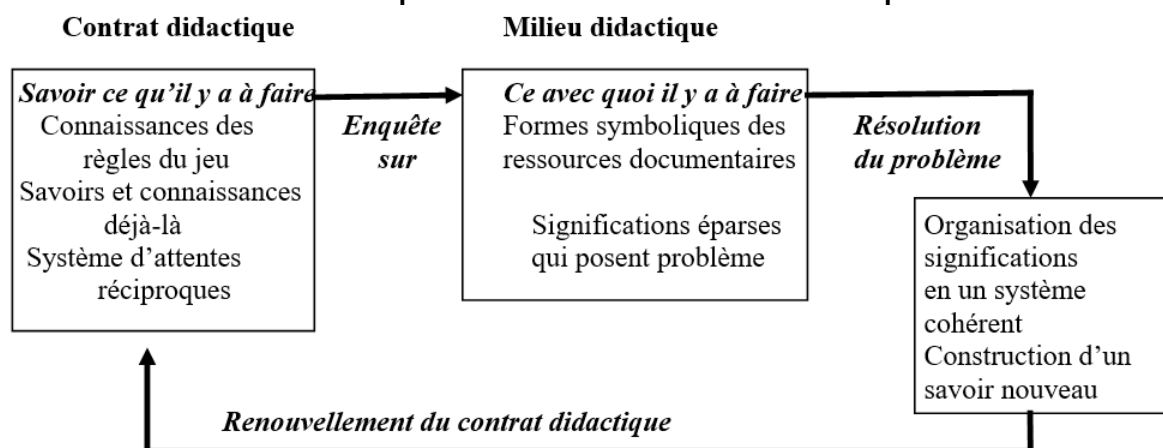 Contrat didactique
Milieu didactique
Savoir ce qu'il y a à faire
Connaissances des
règles du jeu
Savoirs et connaissances
déjà-là
Système d'attentes
réciproques
Enquête
sur
Ce avec quoi il y a à faire
Formes symboliques des
ressources documentaires
Significations éparses
qui posent problème
Résolution
du problème
Organisation des
significations
en un système
cohérent
Construction d'un
savoir nouveau
Renouvellement du contrat didactique